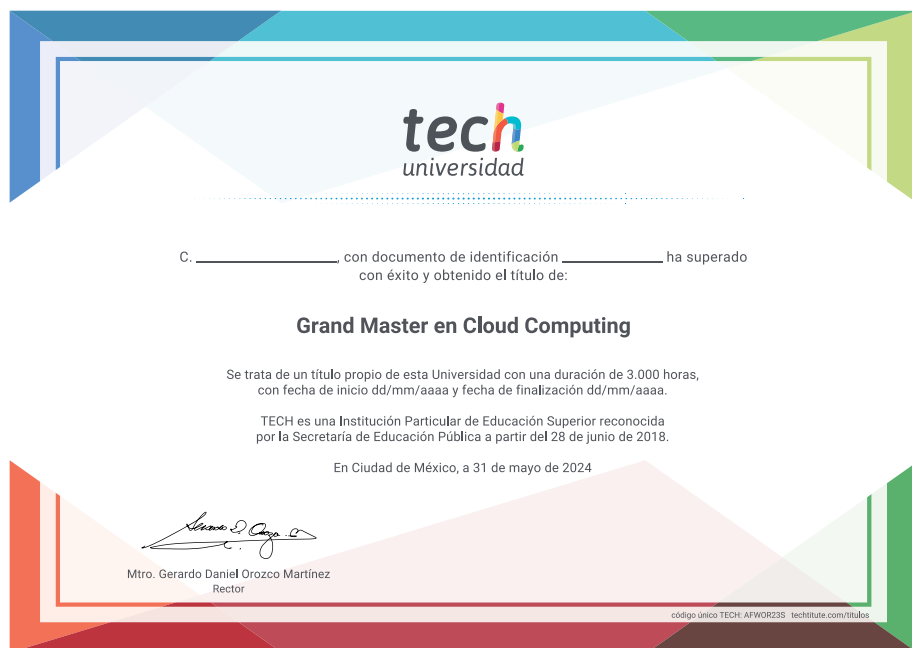 tech
universidad
C. ____________, con documento de identificación ____________ ha superado
con éxito y obtenido el título de:
Grand Master en Cloud Computing
Se trata de un título propio de esta Universidad con una duración de 3.000 horas,
con fecha de inicio dd/mm/aaaa y fecha de finalización dd/mm/aaaa.
TECH es una Institución Particular de Educación Superior reconocida
por la Secretaría de Educación Pública a partir del 28 de junio de 2018.
En Ciudad de México, a 31 de mayo de 2024
Mtro. Gerardo Daniel Orozco Martínez
Rector
código único TECH: AFWOR23S techtitute.com/titulos